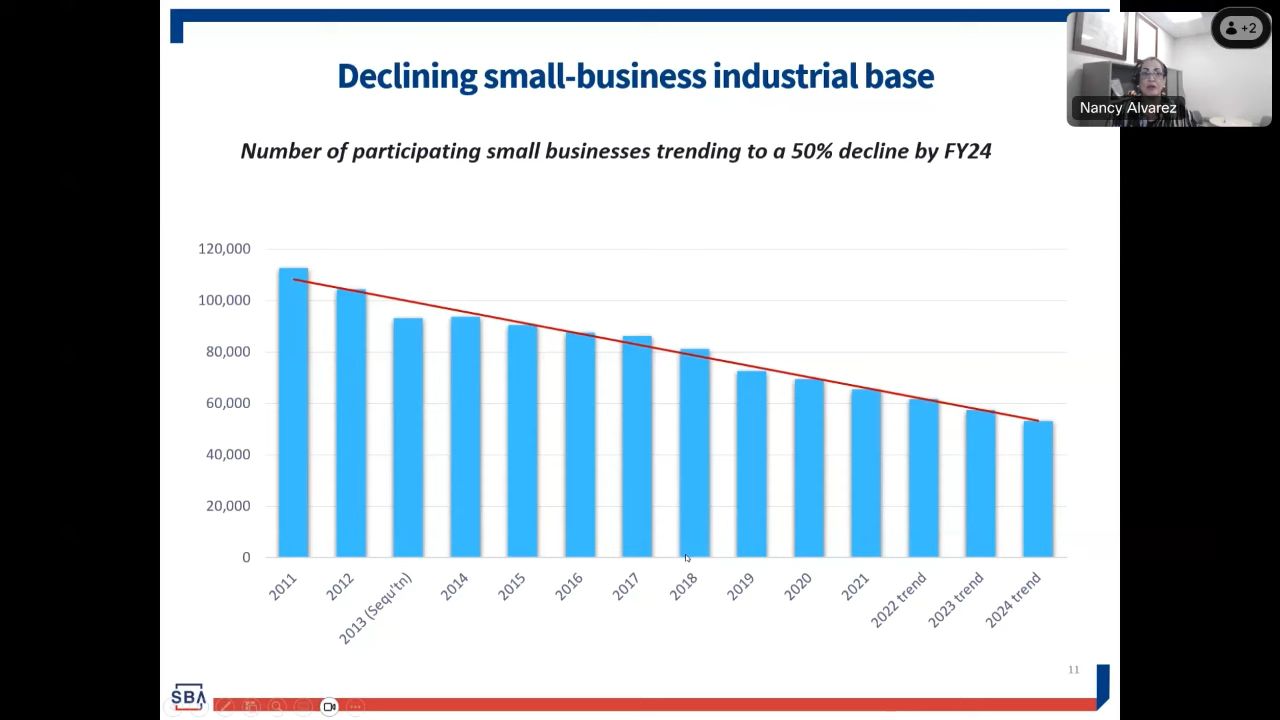 Declining small-business industrial base
+2
Nancy Alvarez
Number of participating small businesses trending to a 50% decline by FY24
120,000
100,000
80,000
60,000
40,000
20,000
0
2011
2012
2013 (Sequ'tn)
2014
2015
2016
2017
2018
2019
2020
2021
2022 trend
2023 trend
2024 trend
11
SBA